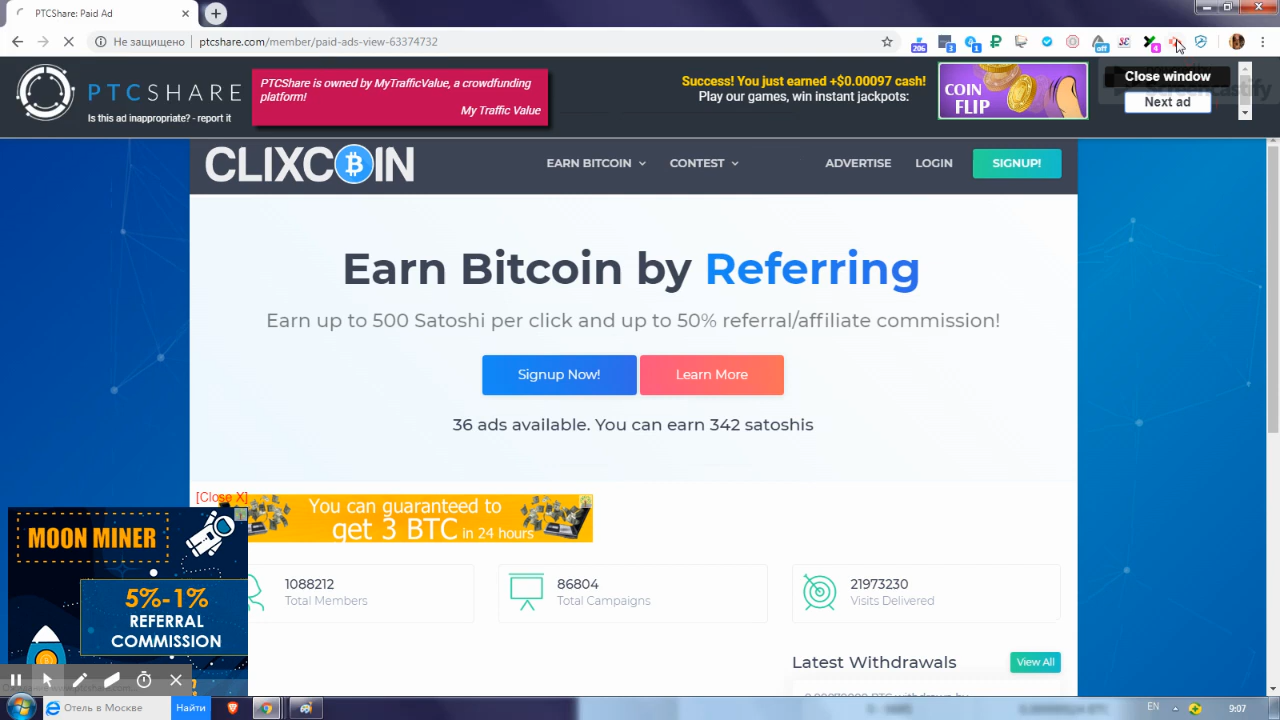 PTCShare: Paid Ad
Не защищено
ptcshare.com/member/paid-ads-view-63374732
206
3
1
off
SC
4
PTCSHARE
Is this ad inappropriate? - report it
PTCShare is owned by MyTrafficValue, a crowdfunding
platform!
My Traffic Value
Success! You just earned +$0.00097 cash!
Play our games, win instant jackpots:
COIN
FLIP
Close window
Next ad
CLIXCOIN
EARN BITCOIN
CONTEST
ADVERTISE
LOGIN
SIGNUP!
Earn Bitcoin by Referring
Earn up to 500 Satoshi per click and up to 50% referral/affiliate commission!
Signup Now!
Learn More
36 ads available. You can earn 342 satoshis
[Close X]
You can guaranteed to
get 3 BTC in 24 hours
MOON MINER
5%-1%
REFERRAL
COMMISSION
1088212
Total Members
86804
Total Campaigns
21973230
Visits Delivered
Latest Withdrawals
View All
Отель в Москве
Найти
EN
9:07